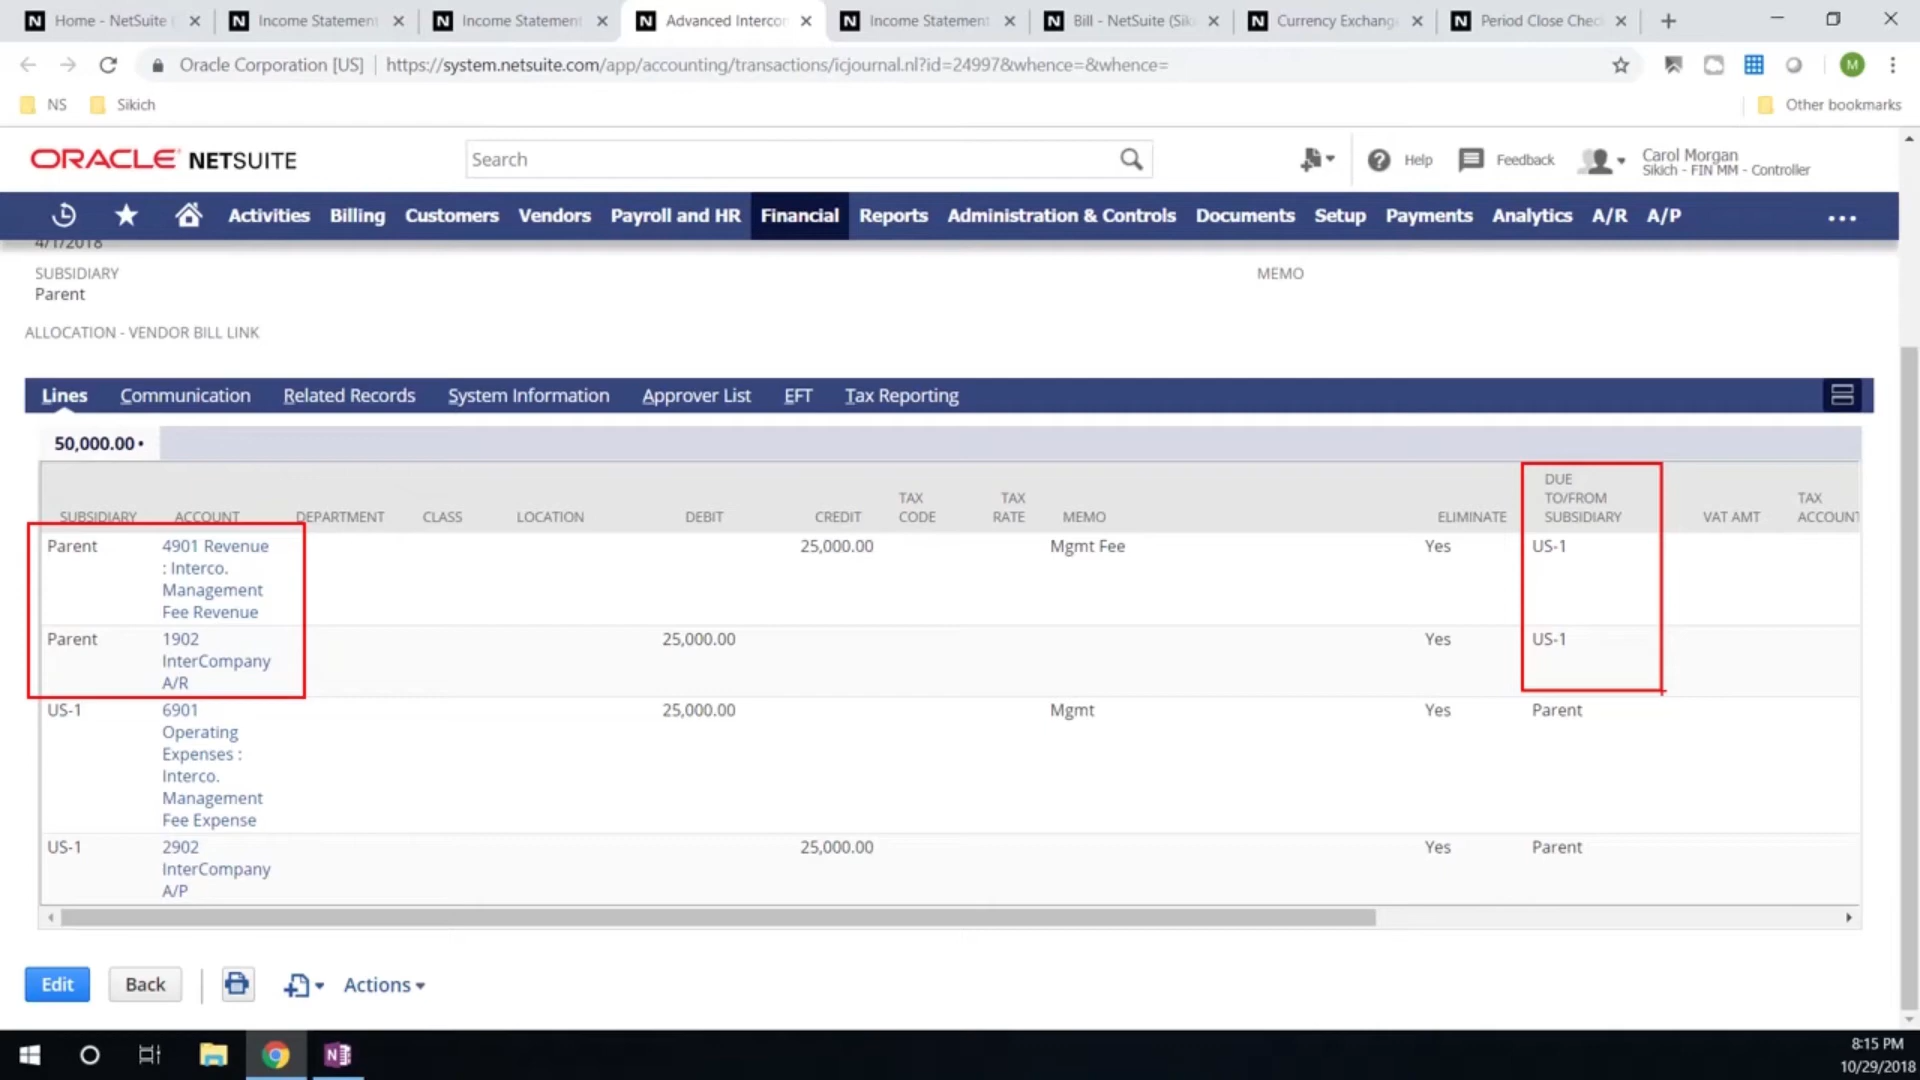 Home - NetSuite
Income Statement
Income Statement
Advanced Interco
Income Statement
Bill - NetSuite (Sik
Currency Exchang
Period Close Chec
Oracle Corporation [US]
https://system.netsuite.com/app/accounting/transactions/icjournal.nl?id=24997&whence=&whence=
M
NS
Sikich
Other bookmarks
ORACLE NETSUITE
Search
Help
Feedback
Carol Morgan
Sikich - FIN MM - Controller
Activities Billing Customers Vendors Payroll and HR Financial Reports Administration & Controls Documents Setup Payments Analytics A/R A/P
4/1/2018
SUBSIDIARY
Parent
MEMO
ALLOCATION - VENDOR BILL LINK
Lines Communication Related Records System Information Approver List EFT Tax Reporting
50,000.00 •
SUBSIDIARY ACCOUNT DEPARTMENT CLASS LOCATION DEBIT CREDIT TAX CODE TAX RATE MEMO ELIMINATE DUE TO/FROM SUBSIDIARY VAT AMT TAX ACCOUNT
Parent 4901 Revenue 25,000.00 Mgmt Fee Yes US-1
: Interco.
Management
Fee Revenue
Parent 1902 25,000.00 Yes US-1
InterCompany
A/R
US-1 6901 25,000.00 Mgmt Yes Parent
Operating
Expenses :
Interco.
Management
Fee Expense
US-1 2902 25,000.00 Yes Parent
InterCompany
A/P
Edit
Back
Actions
8:15 PM
10/29/2018